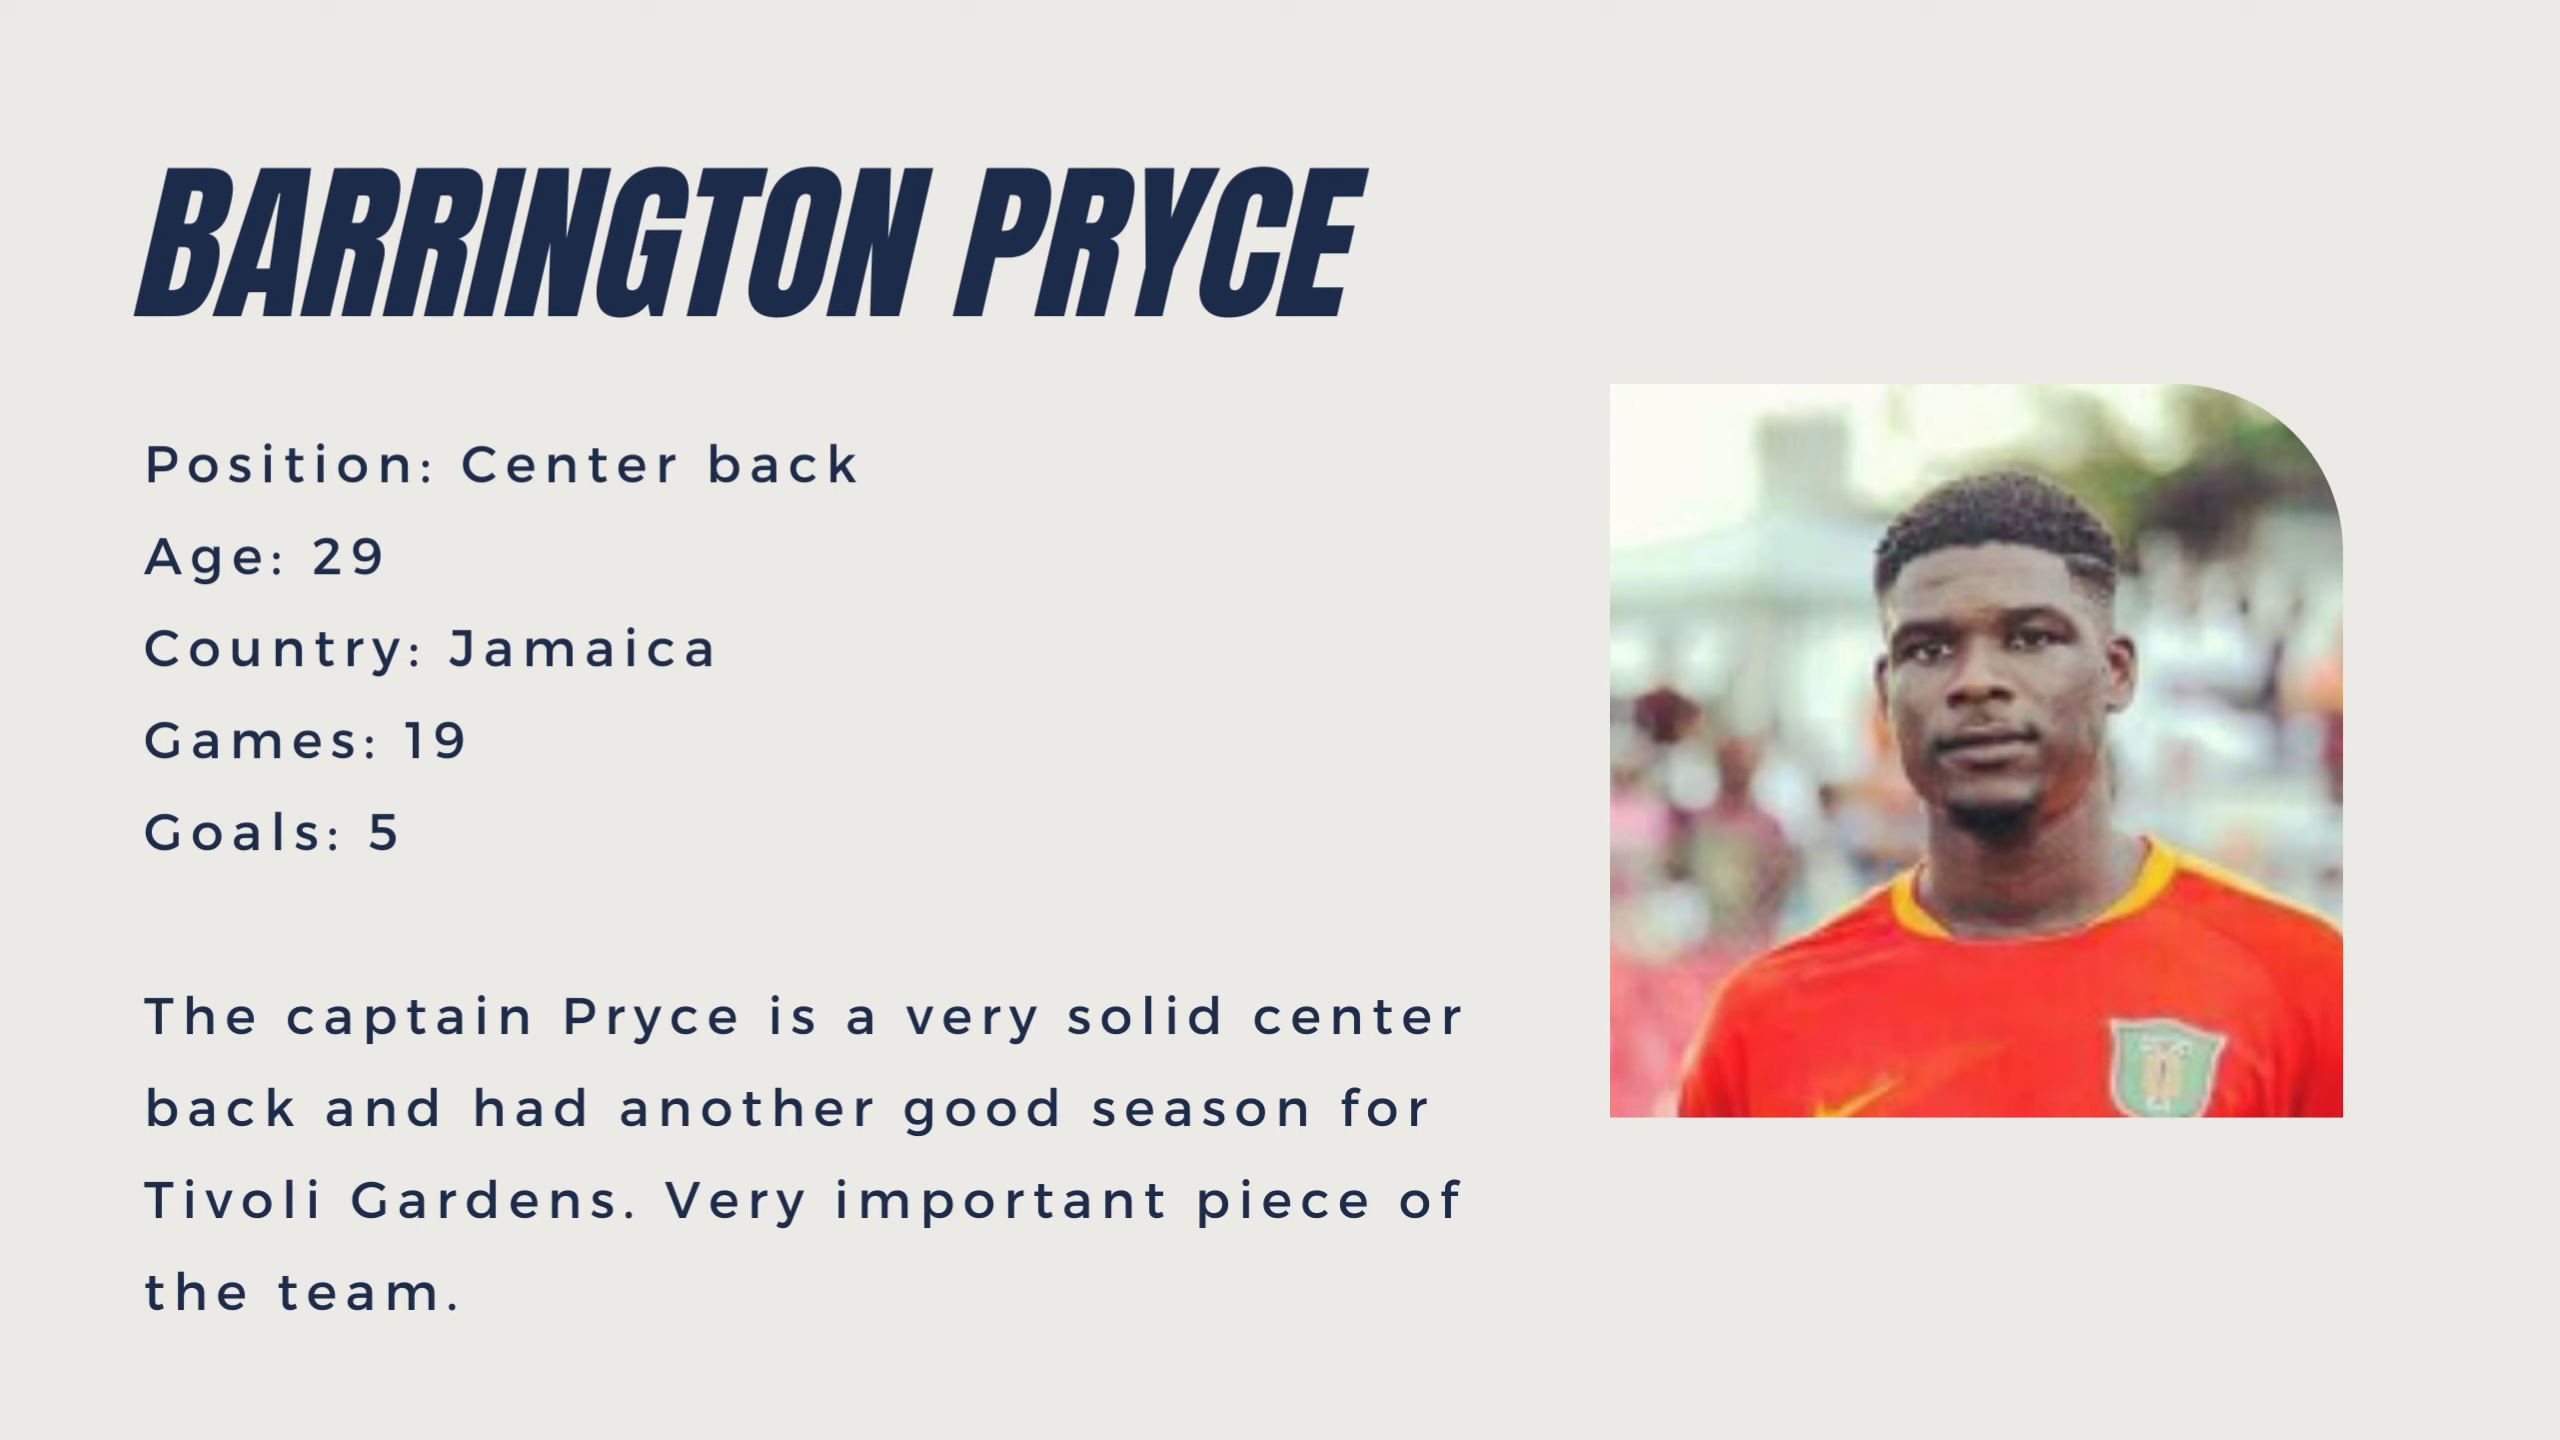 BARRINGTON PRYCE
Position: Center back
Age: 29
Country: Jamaica
Games: 19
Goals: 5
The captain Pryce is a very solid center
back and had another good season for
Tivoli Gardens. Very important piece of
the team.